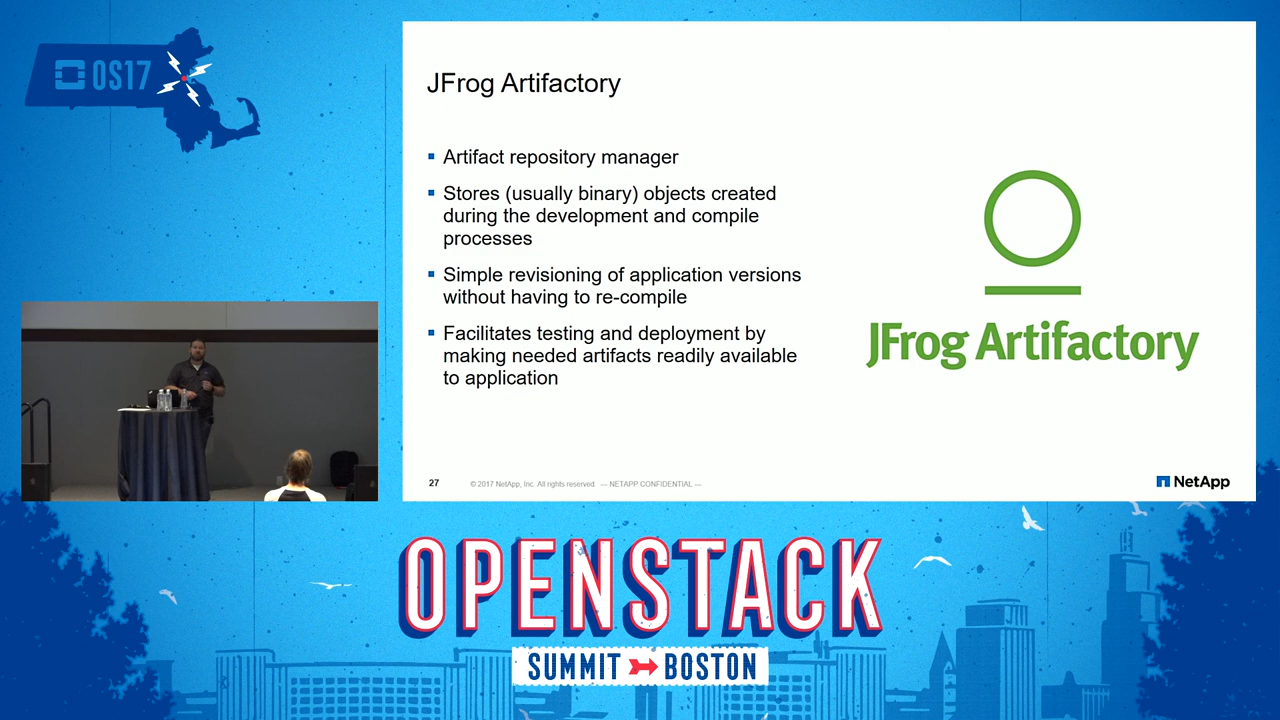 OS17
JFrog Artifactory
Artifact repository manager
Stores (usually binary) objects created
during the development and compile
processes
Simple revisioning of application versions
without having to re-compile
Facilitates testing and deployment by
making needed artifacts readily available
to application
JFrog Artifactory
27
© 2017 NetApp, Inc. All rights reserved. — NETAPP CONFIDENTIAL —
NetApp
OPENSTACK
SUMMIT BOSTON